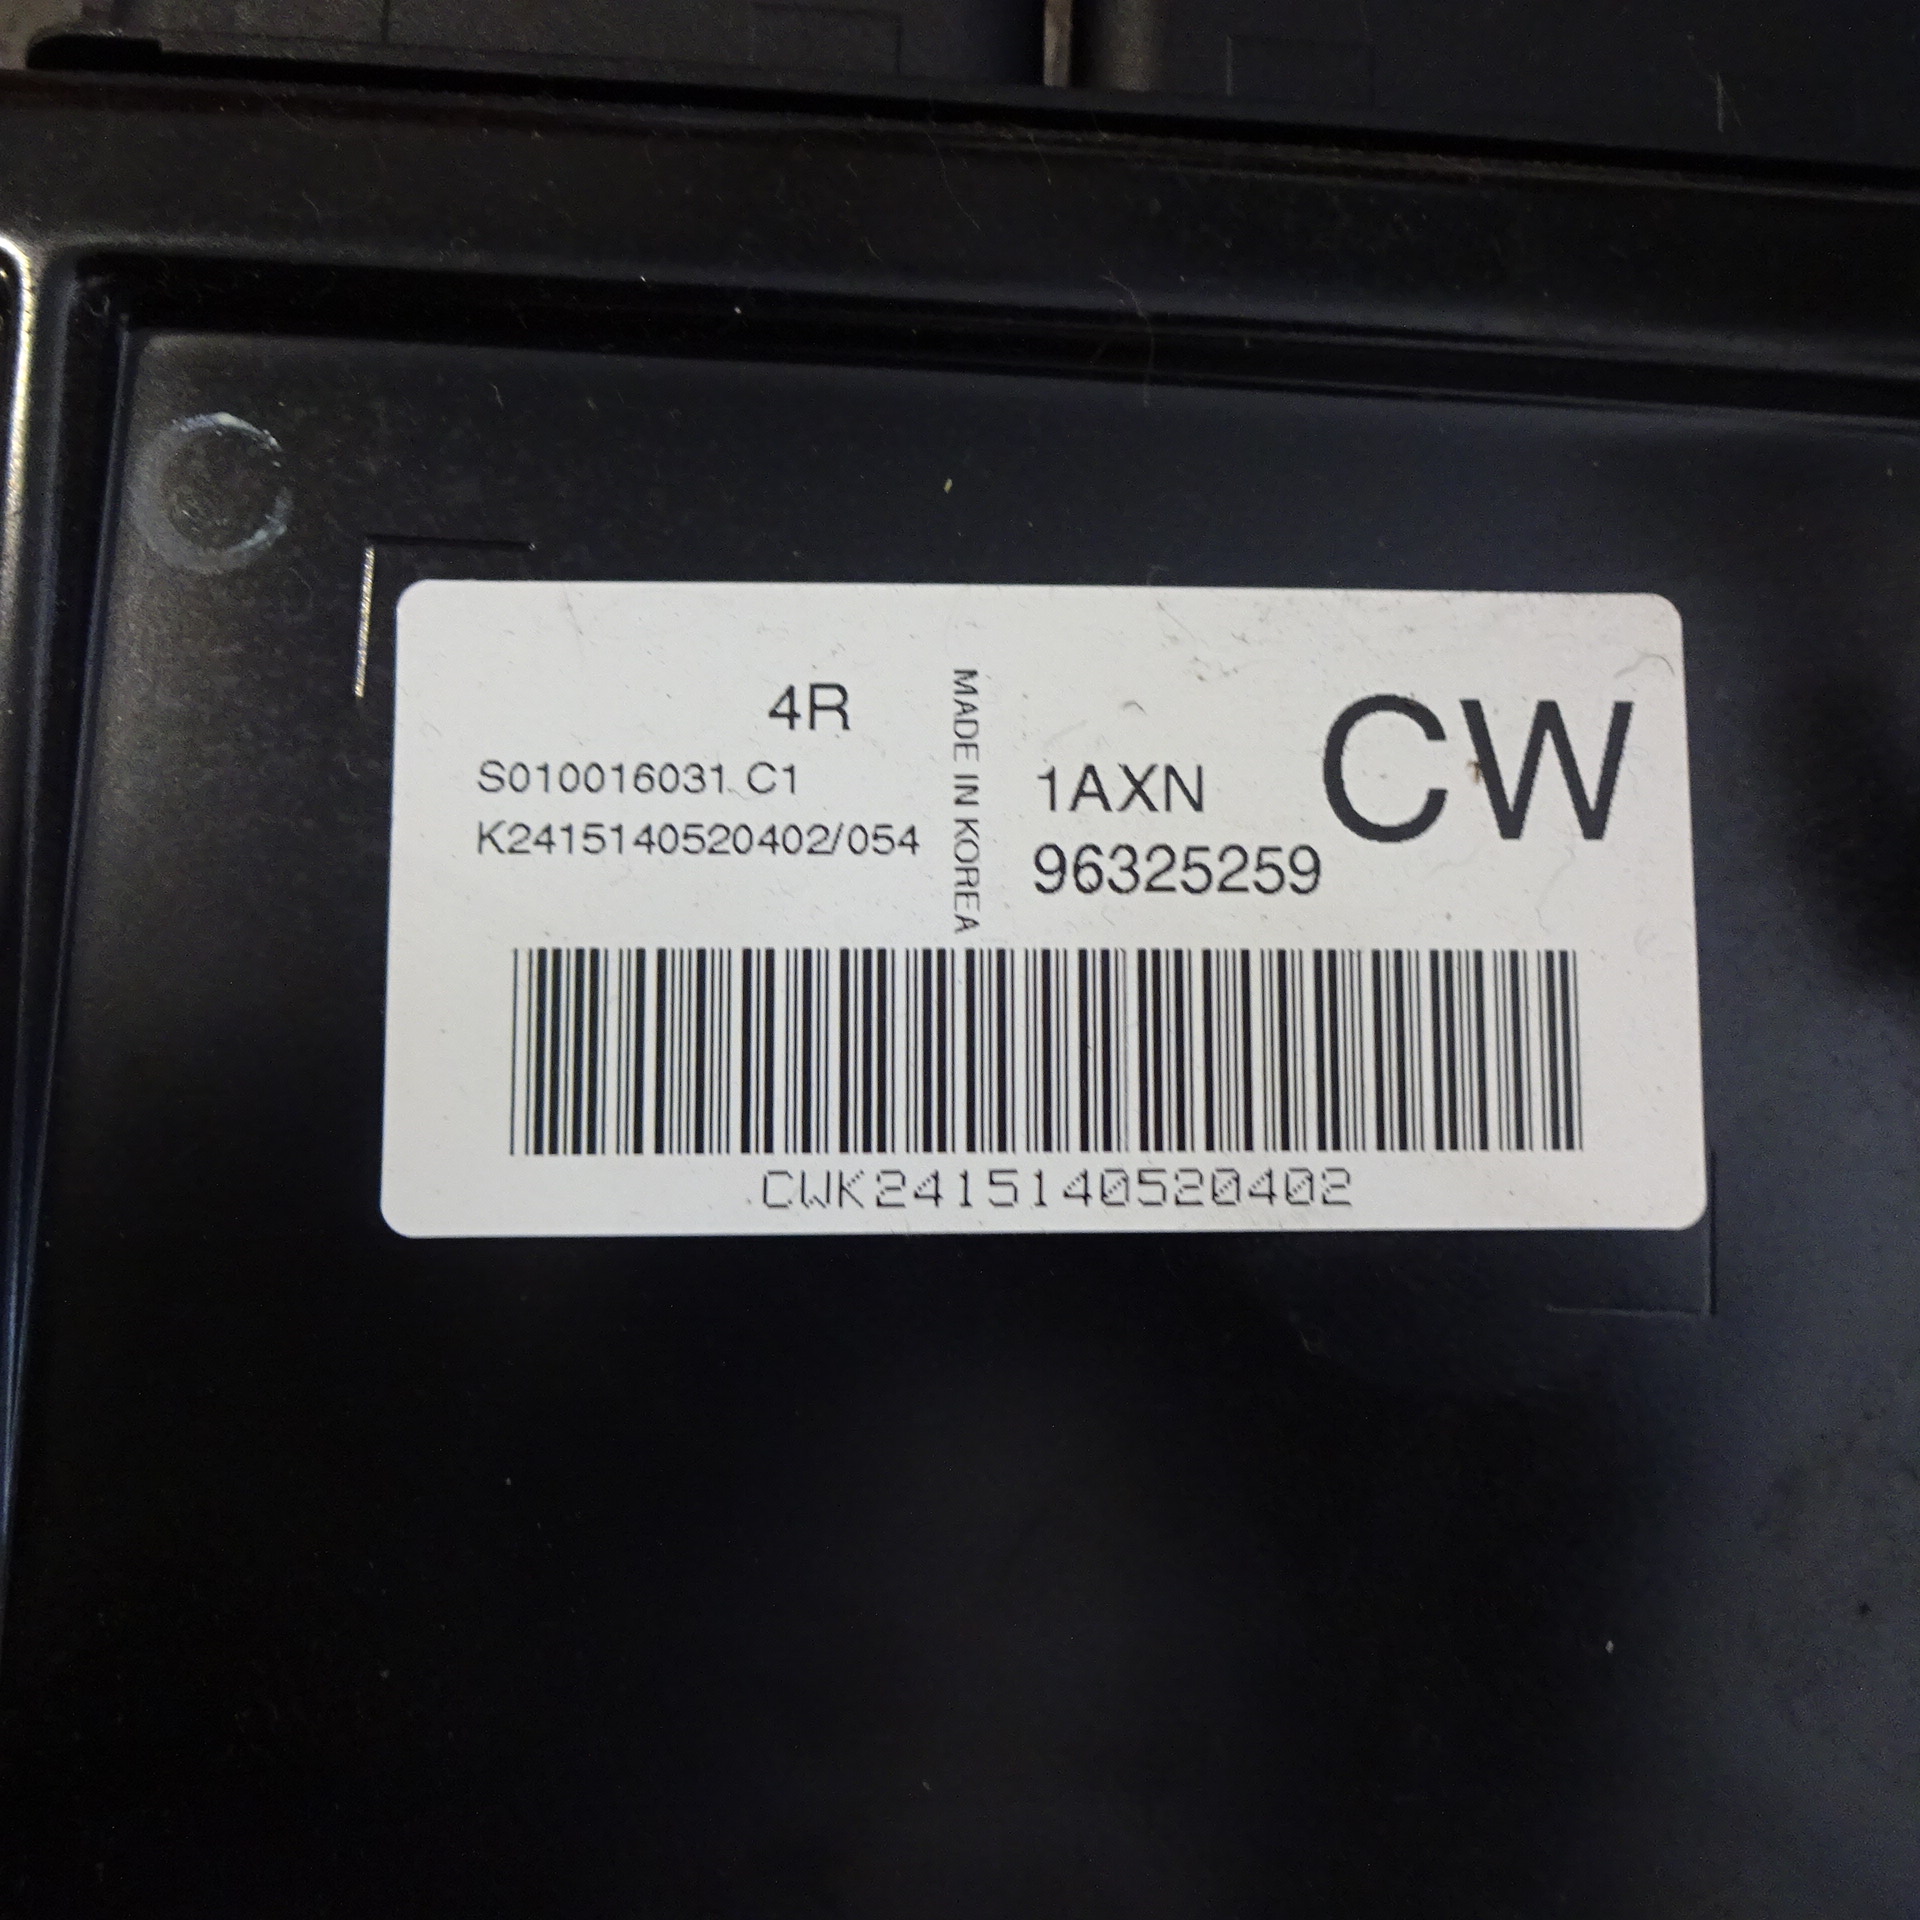 4R
S010016031 C1
K2415140520402/054
MADE IN KOREA
1AXN
96325259
CW
CWK2415140520402